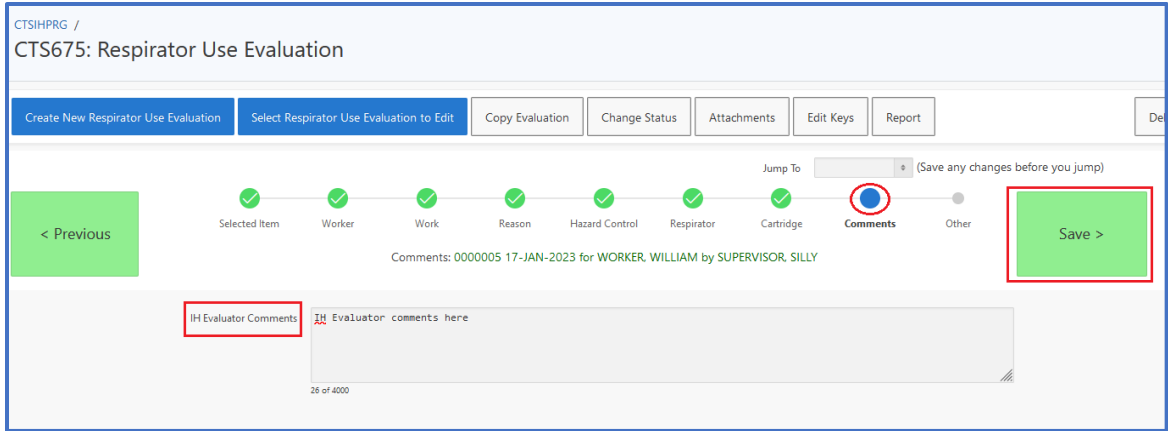 CTSIHPRG /
CTS675: Respirator Use Evaluation
Create New Respirator Use Evaluation
Select Respirator Use Evaluation to Edit
Copy Evaluation
Change Status
Attachments
Edit Keys
Report
Del
Jump To
(Save any changes before you jump)
< Previous
Selected Item
Worker
Work
Reason
Hazard Control
Respirator
Cartridge
Comments
Other
Save >
Comments: 0000005 17-JAN-2023 for WORKER, WILLIAM by SUPERVISOR, SILLY
IH Evaluator Comments
IH Evaluator comments here
26 of 4000